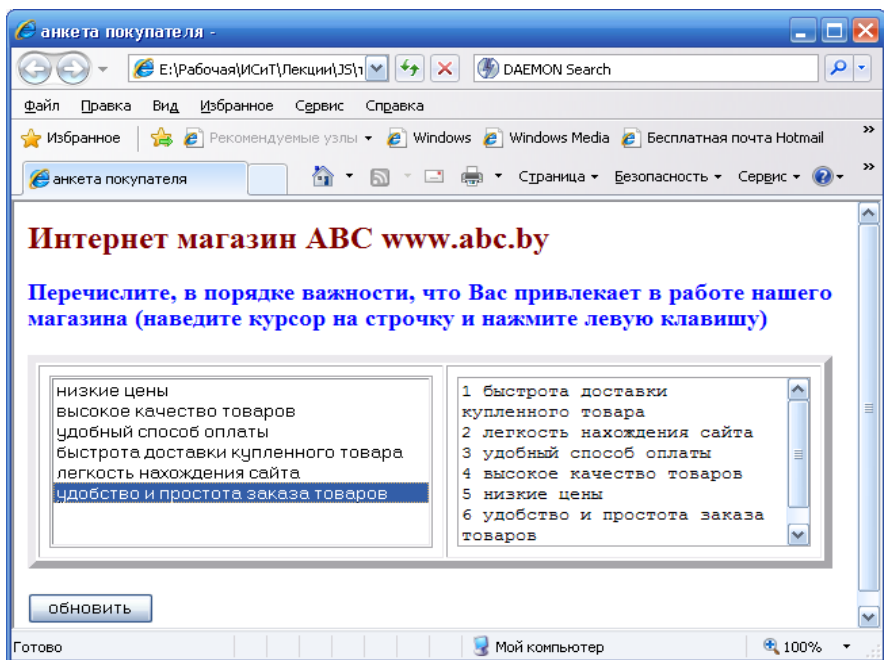 анкета покупателя -
E:\Рабочая\ИСиТ\Лекции\JS\1
DAEMON Search
Файл Правка Вид Избранное Сервис Справка
Избранное Рекомендуемые узлы Windows Windows Media Бесплатная почта Hotmail »
анкета покупателя Страница Безопасность Сервис »
Интернет магазин ABC www.abc.by
Перечислите, в порядке важности, что Вас привлекает в работе нашего
магазина (наведите курсор на строчку и нажмите левую клавишу)
низкие цены
высокое качество товаров
удобный способ оплаты
быстрота доставки купленного товара
легкость нахождения сайта
удобство и простота заказа товаров
1 быстрота доставки
купленного товара
2 легкость нахождения сайта
3 удобный способ оплаты
4 высокое качество товаров
5 низкие цены
6 удобство и простота заказа
товаров
обновить
Готово Мой компьютер 100%